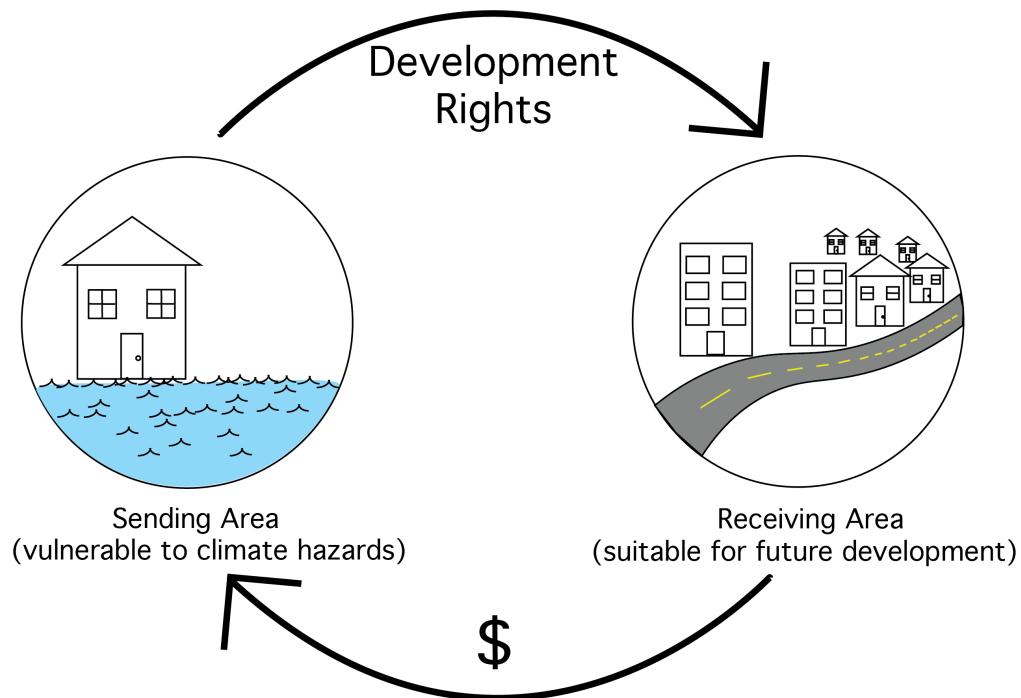 Development
Rights
Sending Area
(vulnerable to climate hazards)
Receiving Area
(suitable for future development)
$